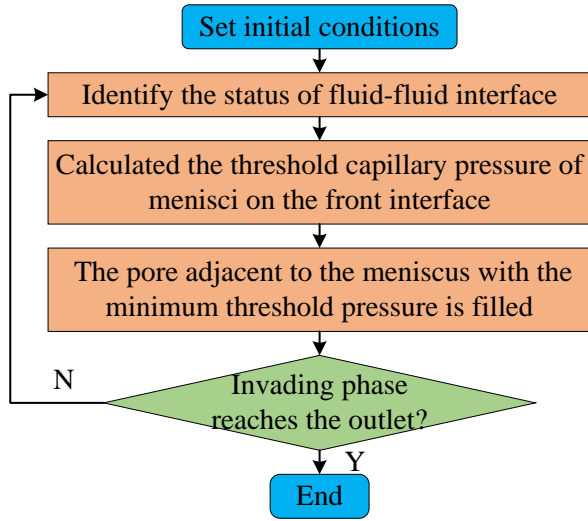 Set initial conditions
Identify the status of fluid-fluid interface
Calculated the threshold capillary pressure of
menisci on the front interface
The pore adjacent to the meniscus with the
minimum threshold pressure is filled
N
Invading phase
reaches the outlet?
Y
End